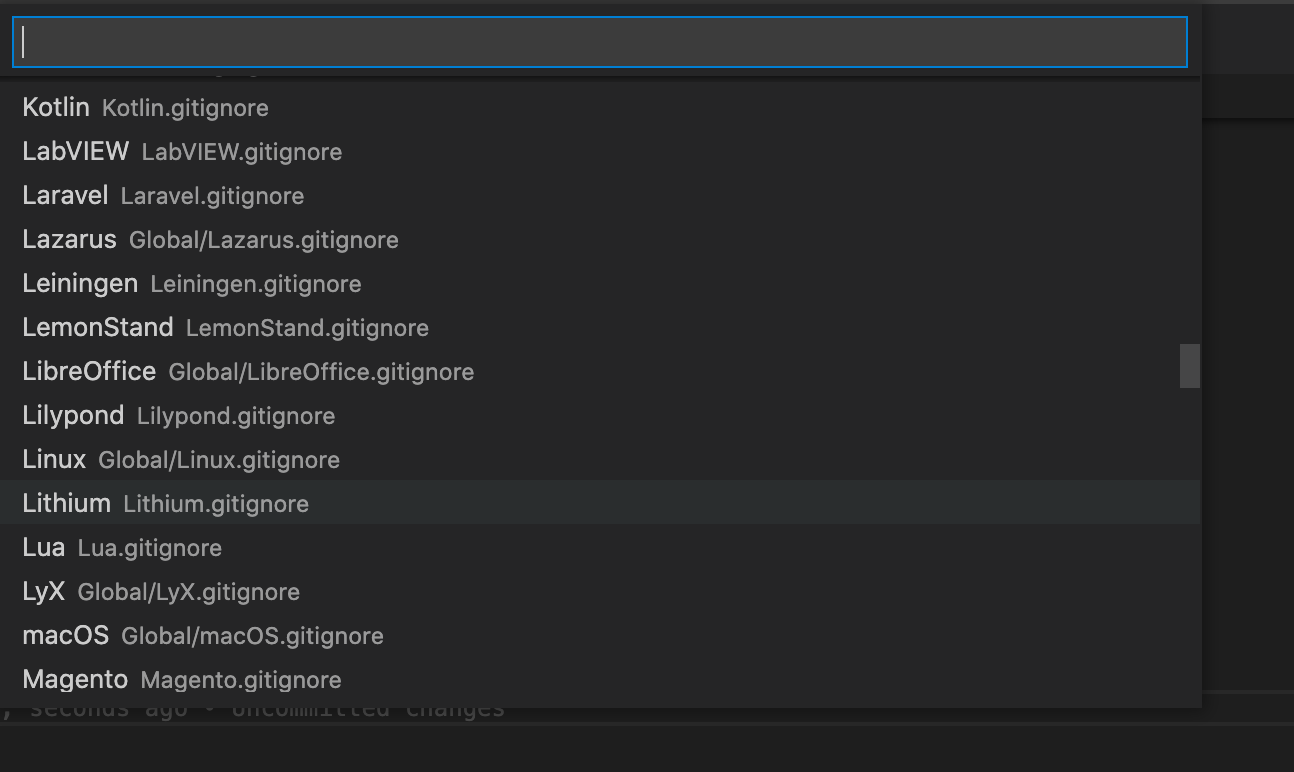 Kotlin Kotlin.gitignore
LabVIEW LabVIEW.gitignore
Laravel Laravel.gitignore
Lazarus Global/Lazarus.gitignore
Leiningen Leiningen.gitignore
LemonStand LemonStand.gitignore
LibreOffice Global/LibreOffice.gitignore
Lilypond Lilypond.gitignore
Linux Global/Linux.gitignore
Lithium Lithium.gitignore
Lua Lua.gitignore
LyX Global/LyX.gitignore
macOS Global/macOS.gitignore
Magento Magento.gitignore
, seconds ago • Uncommitted changes